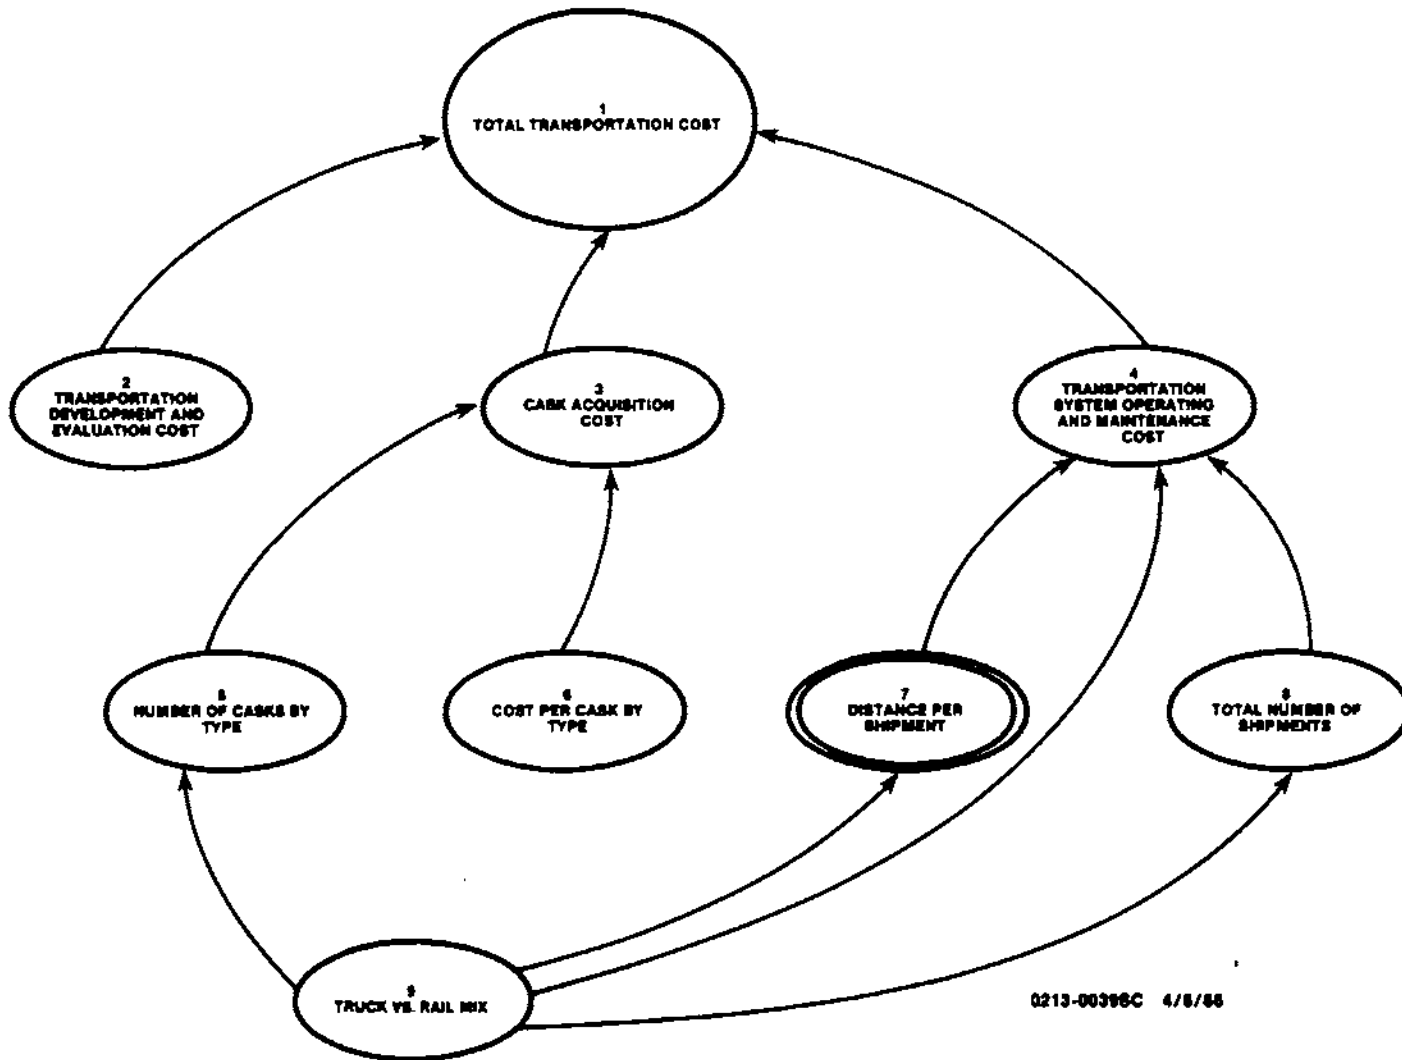 1
TOTAL TRANSPORTATION COST
2
TRANSPORTATION
DEVELOPMENT AND
EVALUATION COST
3
CASK ACQUISITION
COST
4
TRANSPORTATION
SYSTEM OPERATING
AND MAINTENANCE
COST
5
NUMBER OF CASKS BY
TYPE
6
COST PER CASK BY
TYPE
7
DISTANCE PER
SHIPMENT
8
TOTAL NUMBER OF
SHIPMENTS
9
TRUCK VS. RAIL MIX